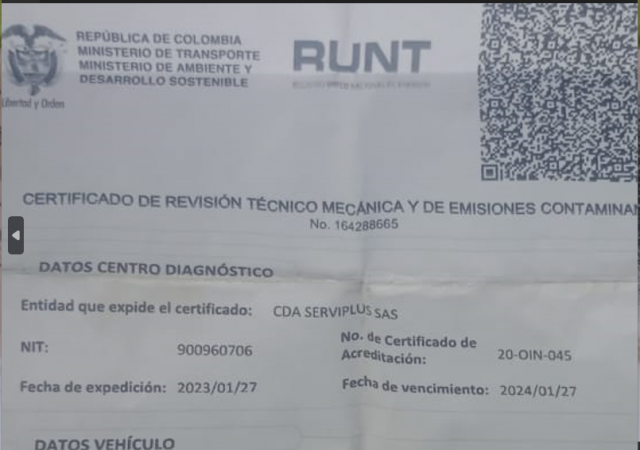 REPÚBLICA DE COLOMBIA
MINISTERIO DE TRANSPORTE
MINISTERIO DE AMBIENTE Y
DESARROLLO SOSTENIBLE
Libertad y Orden
RUNT
CERTIFICADO DE REVISIÓN TÉCNICO MECÁNICA Y DE EMISIONES CONTAMINAN
No. 164288665
DATOS CENTRO DIAGNÓSTICO
Entidad que expide el certificado: CDA SERVIPLUS SAS
NIT: 900960706 No. de Certificado de Acreditación: 20-OIN-045
Fecha de expedición: 2023/01/27 Fecha de vencimiento: 2024/01/27
DATOS VEHÍCULO